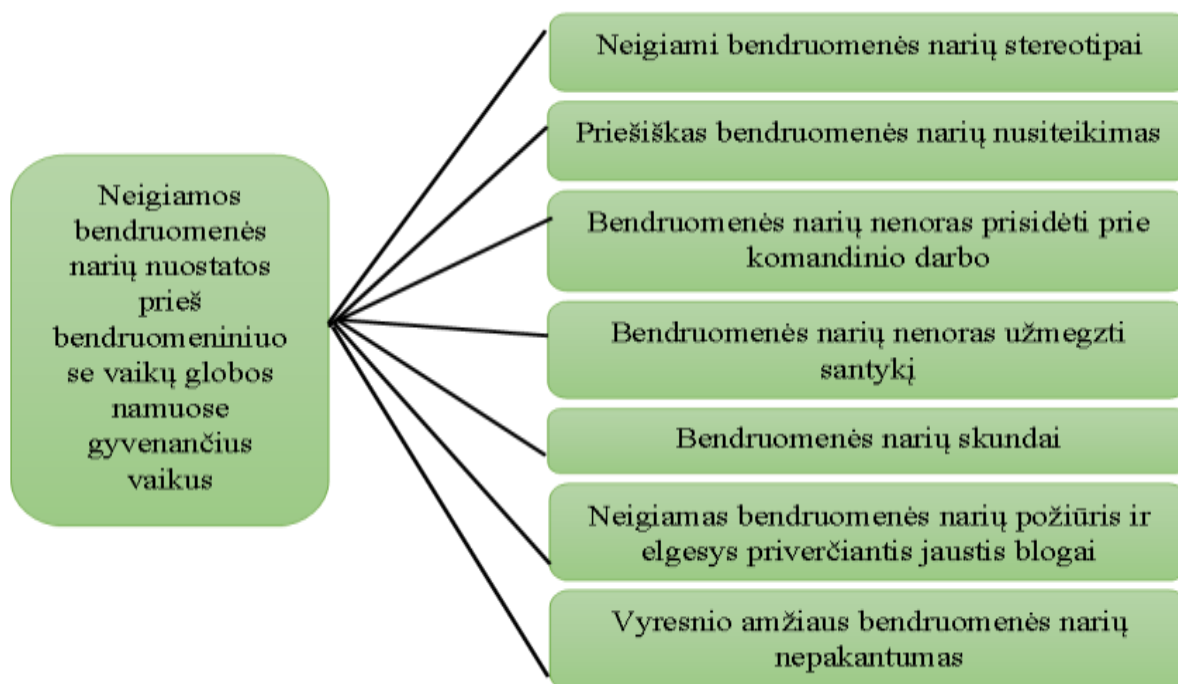 Neigiamos
bendruomenės
narių nuostatos
prieš
bendruomeniniuo
se vaikų globos
namuose
gyvenančius
vaikus
Neigiami bendruomenės narių stereotipai
Priešiškas bendruomenės narių nusiteikimas
Bendruomenės narių nenoras prisidėti prie
komandinio darbo
Bendruomenės narių nenoras užmegzti
santykį
Bendruomenės narių skundai
Neigiamas bendruomenės narių požiūris ir
elgesys priverčiantis jaustis blogai
Vyresnio amžiaus bendruomenės narių
nepakantumas